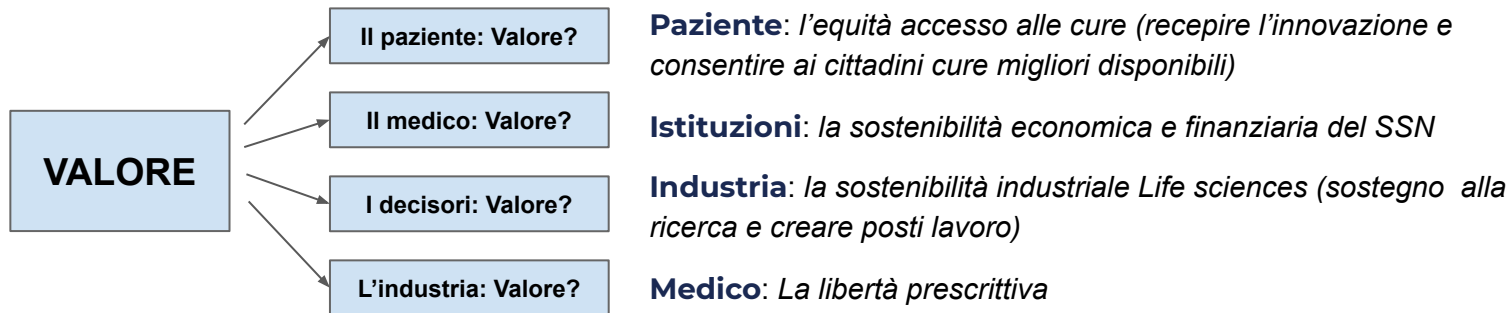 VALORE
Il paziente: Valore?
Il medico: Valore?
I decisori: Valore?
L’industria: Valore?
Paziente: l’equità accesso alle cure (recepire l’innovazione e
consentire ai cittadini cure migliori disponibili)
Istituzioni: la sostenibilità economica e finanziaria del SSN
Industria: la sostenibilità industriale Life sciences (sostegno alla
ricerca e creare posti lavoro)
Medico: La libertà prescrittiva